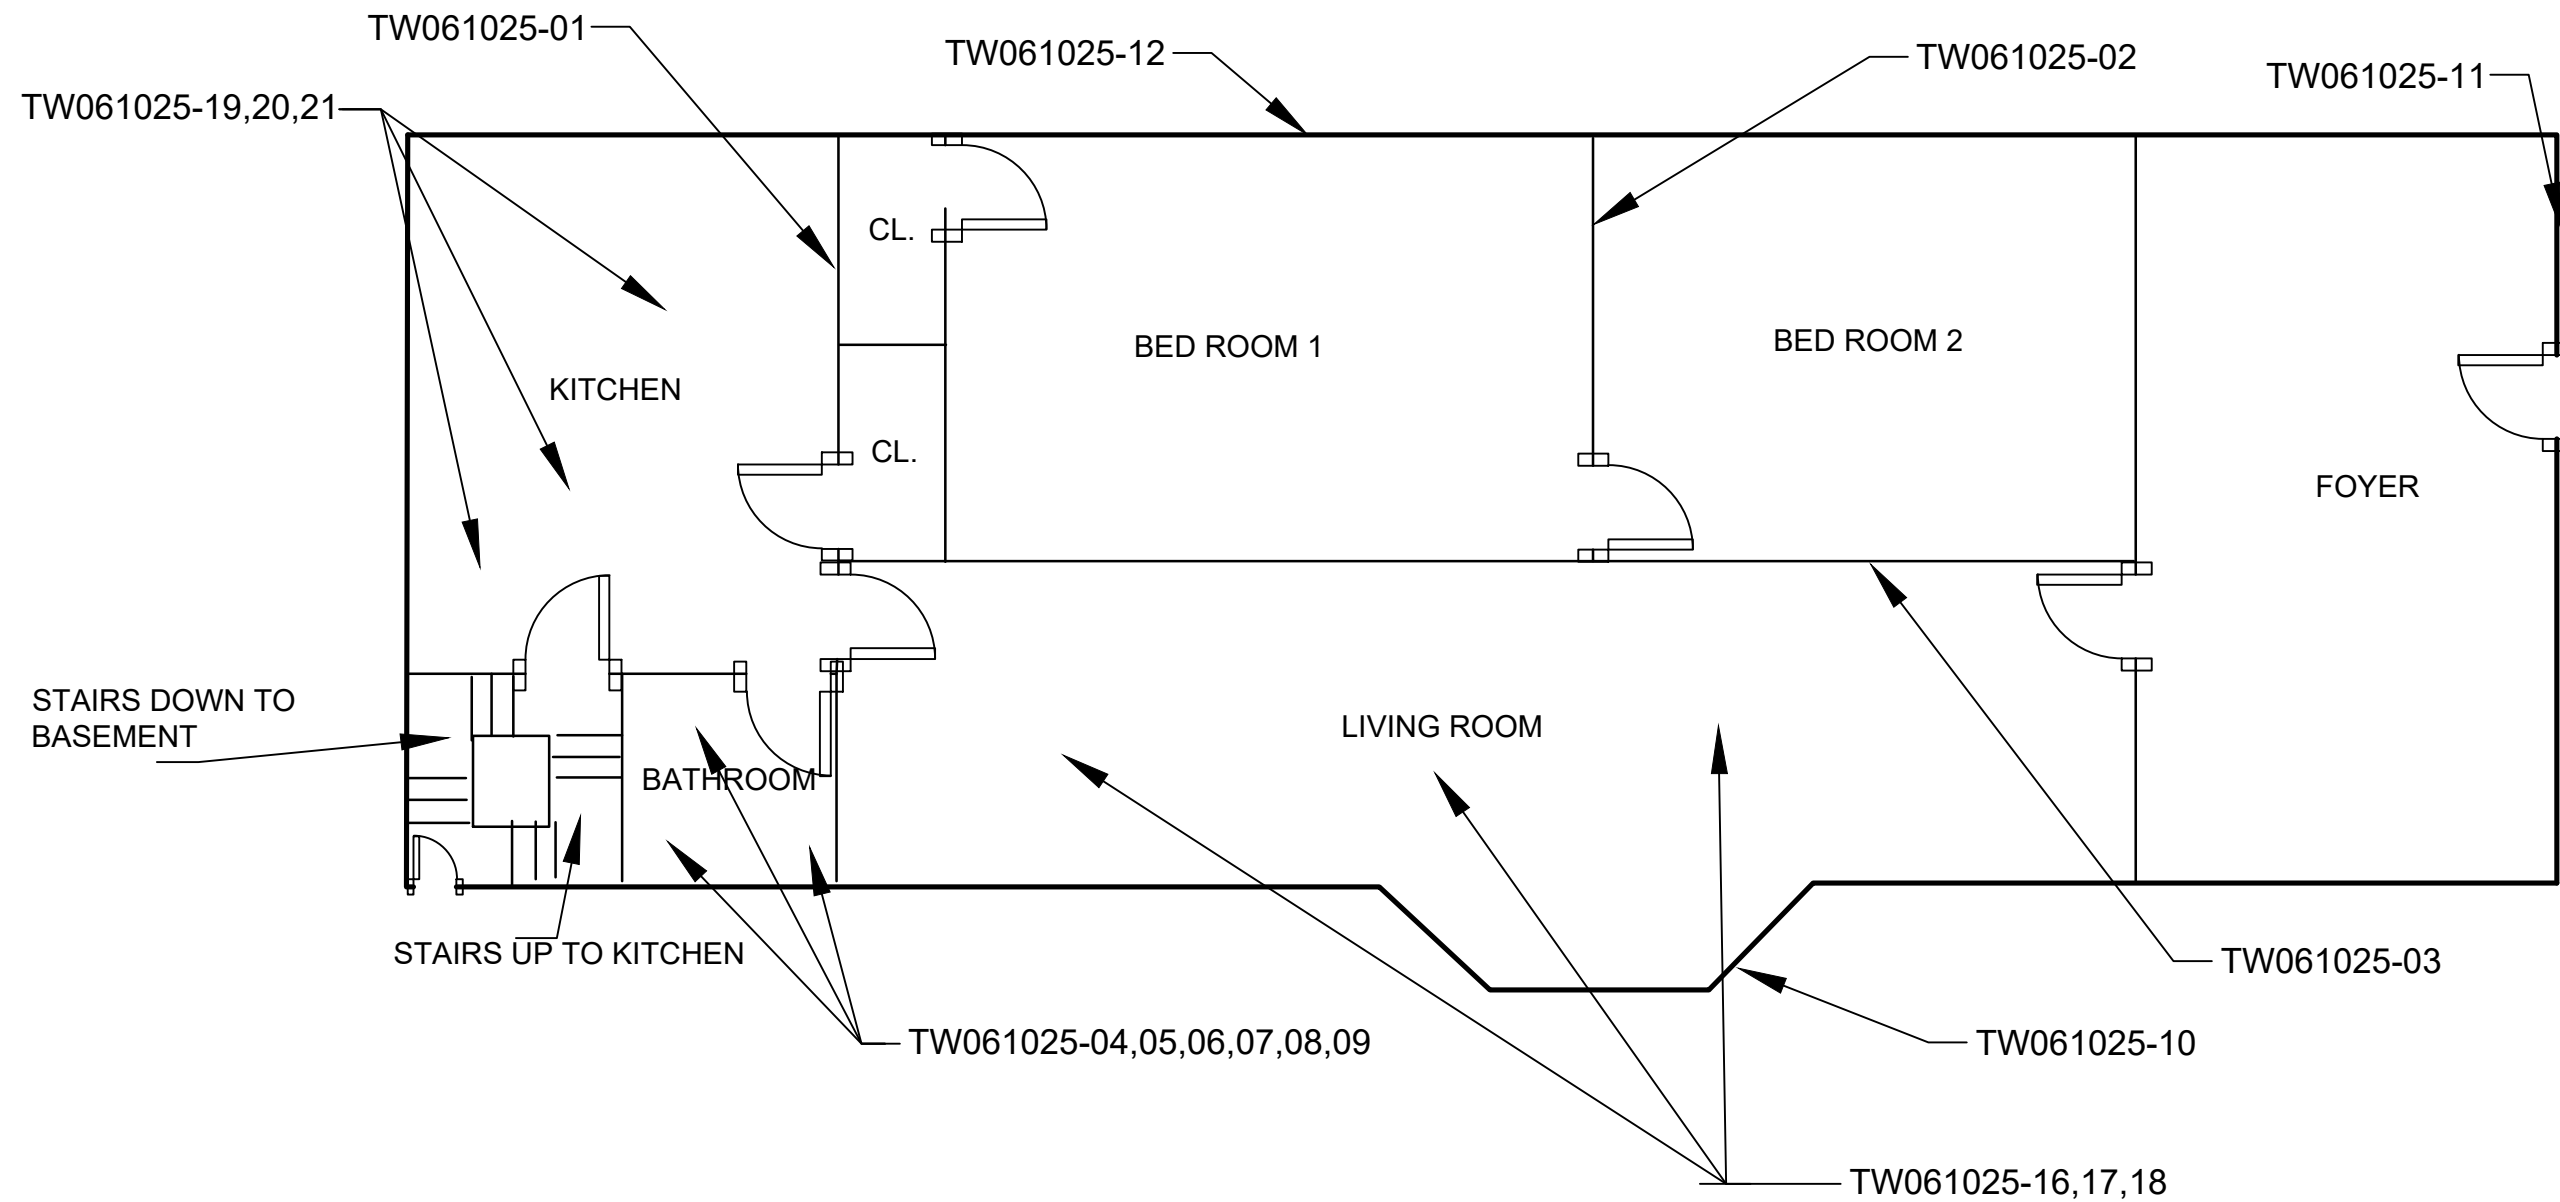 TW061025-01
TW061025-12
TW061025-02
TW061025-11
TW061025-19,20,21
CL.
BED ROOM 1
BED ROOM 2
KITCHEN
CL.
FOYER
STAIRS DOWN TO
BASEMENT
LIVING ROOM
BATHROOM
STAIRS UP TO KITCHEN
TW061025-03
TW061025-04,05,06,07,08,09
TW061025-10
TW061025-16,17,18